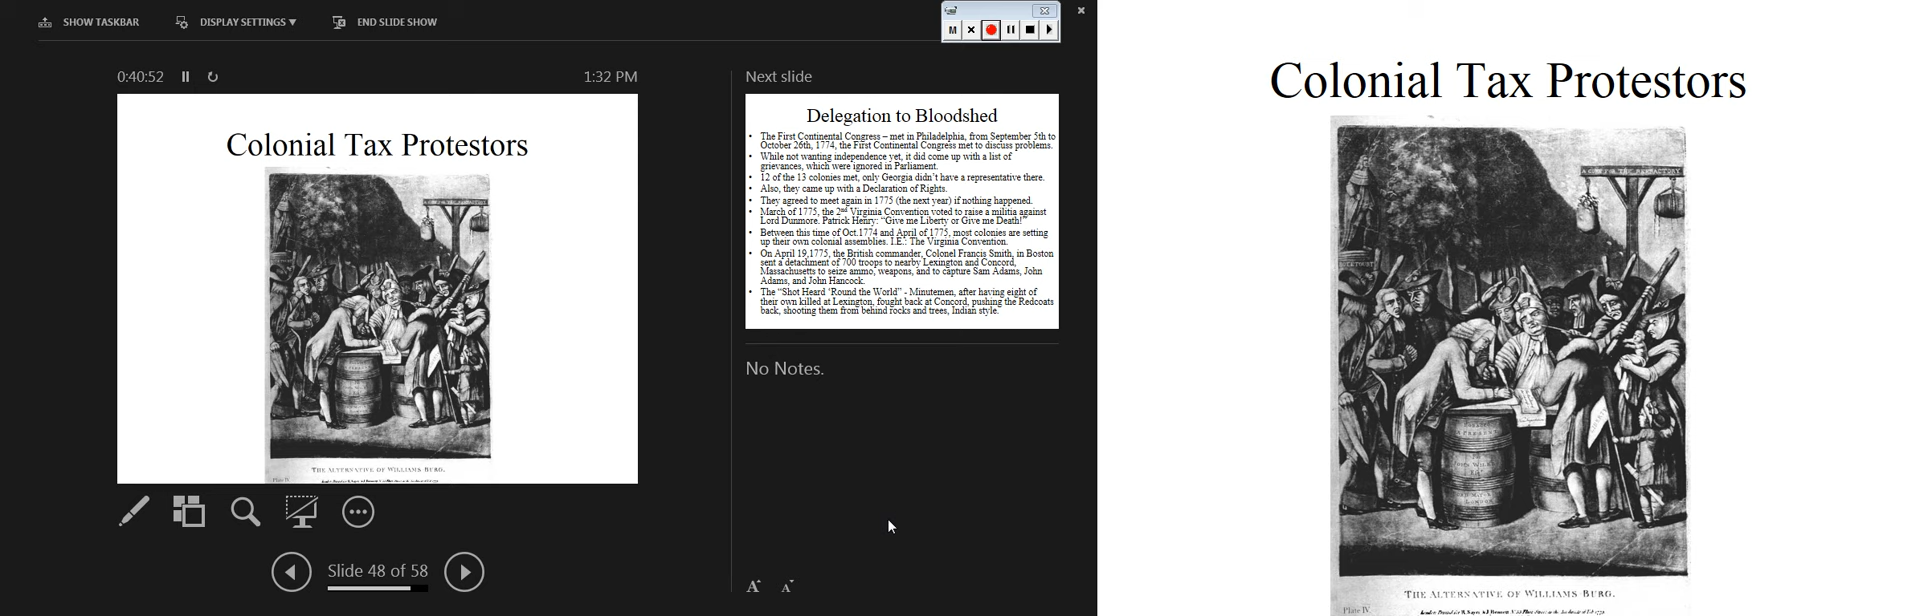 SHOW TASKBAR
DISPLAY SETTINGS ▼
END SLIDE SHOW
M
0:40:52
1:32 PM
Next slide
Colonial Tax Protestors
THE ALTERNATIVE OF WILLIAMS BURG.
Plate IV.
Delegation to Bloodshed
• The First Continental Congress – met in Philadelphia, from September 5th to
October 26th, 1774, the First Continental Congress met to discuss problems.
• While not wanting independence yet, it did come up with a list of
grievances, which were ignored in Parliament.
• 12 of the 13 colonies met, only Georgia didn't have a representative there.
• Also, they came up with a Declaration of Rights.
• They agreed to meet again in 1775 (the next year) if nothing happened.
• March of 1775, the 2nd Virginia Convention voted to raise a militia against
Lord Dunmore. Patrick Henry: “Give me Liberty or Give me Death!”
• Between this time of Oct.1774 and April of 1775, most colonies are setting
up their own colonial assemblies. I.E.: The Virginia Convention.
• On April 19,1775, the British commander, Colonel Francis Smith, in Boston
sent a detachment of 700 troops to nearby Lexington and Concord,
Massachusetts to seize ammo, weapons, and to capture Sam Adams, John
Adams, and John Hancock.
• The “Shot Heard ‘Round the World” - Minutemen, after having eight of
their own killed at Lexington, fought back at Concord, pushing the Redcoats
back, shooting them from behind rocks and trees, Indian style.
No Notes.
Slide 48 of 58
A A
Colonial Tax Protestors
A CURE FOR THE REFRACTORY
THE ALTERNATIVE OF WILLIAMS BURG.
Plate IV.